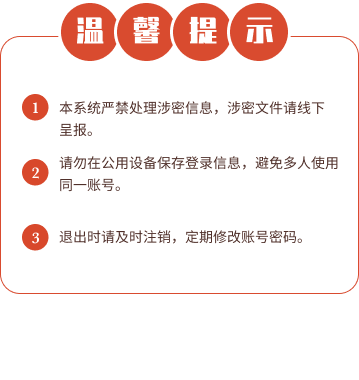 温馨提示
1 本系统严禁处理涉密信息，涉密文件请线下
呈报。
2 请勿在公用设备保存登录信息，避免多人使用
同一账号。
3 退出时请及时注销，定期修改账号密码。